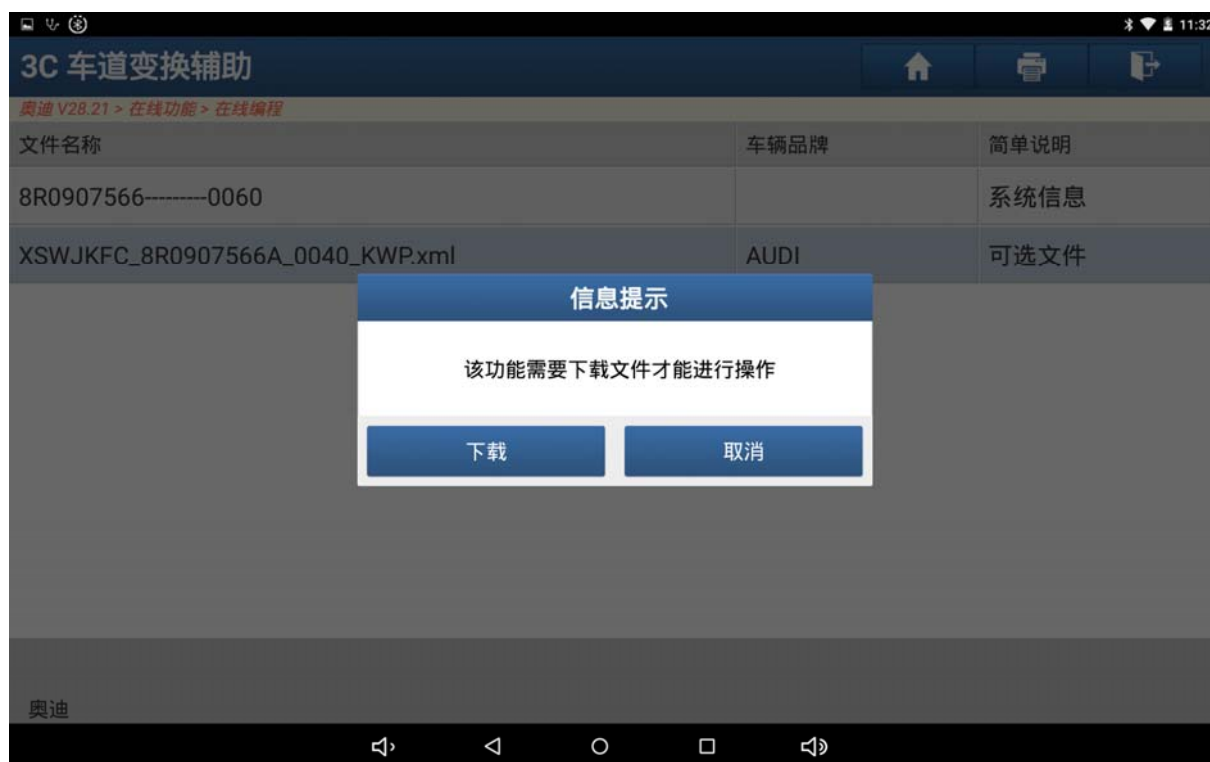 11:32
3C 车道变换辅助
奥迪 V28.21 > 在线功能 > 在线编程
文件名称 车辆品牌 简单说明
8R0907566---------0060 系统信息
XSWJKFC_8R0907566A_0040_KWP.xml AUDI 可选文件
信息提示
该功能需要下载文件才能进行操作
下载 取消
奥迪